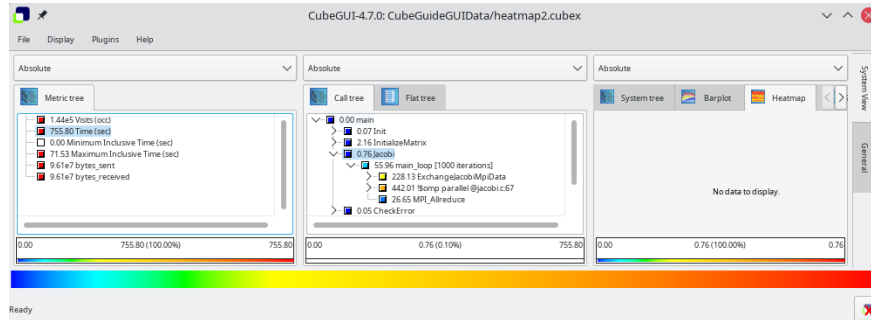 CubeGUI-4.7.0: CubeGuideGUIData/heatmap2.cubex
File Display Plugins Help
Absolute Absolute Absolute
Metric tree Call tree Flat tree System tree Barplot Heatmap
1.44e5 Visits (occ)
755.80 Time (sec)
0.00 Minimum Inclusive Time (sec)
71.53 Maximum Inclusive Time (sec)
9.61e7 bytes_sent
9.61e7 bytes_received
0.00 main
0.07 Init
2.16 InitializeMatrix
0.76 Jacobi
55.96 main_loop [1000 iterations]
228.13 ExchangeJacobiMpiData
442.01 !$omp parallel @jacobi.c:67
26.65 MPI_Allreduce
0.05 CheckError
No data to display.
System View
General
0.00 755.80 (100.00%) 755.80
0.00 0.76 (0.10%) 755.80
0.00 0.76 (100.00%) 0.76
Ready